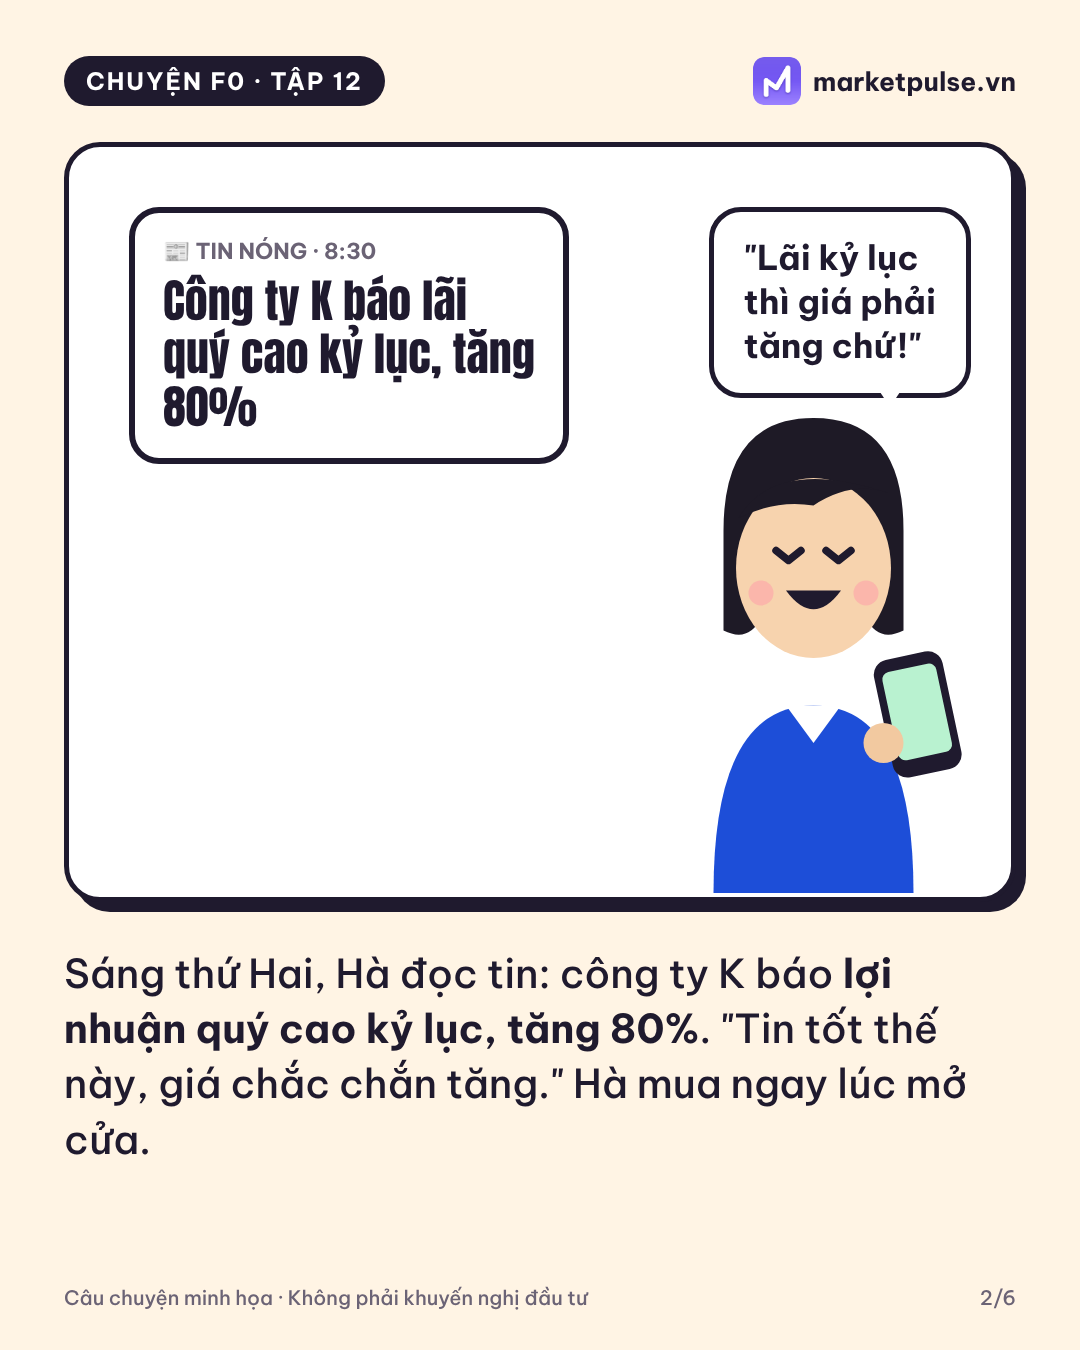 CHUYỆN F0 · TẬP 12
marketpulse.vn
📰 TIN NÓNG · 8:30
Công ty K báo lãi
quý cao kỷ lục, tăng
80%
"Lãi kỷ lục
thì giá phải
tăng chứ!"
Sáng thứ Hai, Hà đọc tin: công ty K báo lợi
nhuận quý cao kỷ lục, tăng 80%. "Tin tốt thế
này, giá chắc chắn tăng." Hà mua ngay lúc mở
cửa.
Câu chuyện minh họa · Không phải khuyến nghị đầu tư
2/6